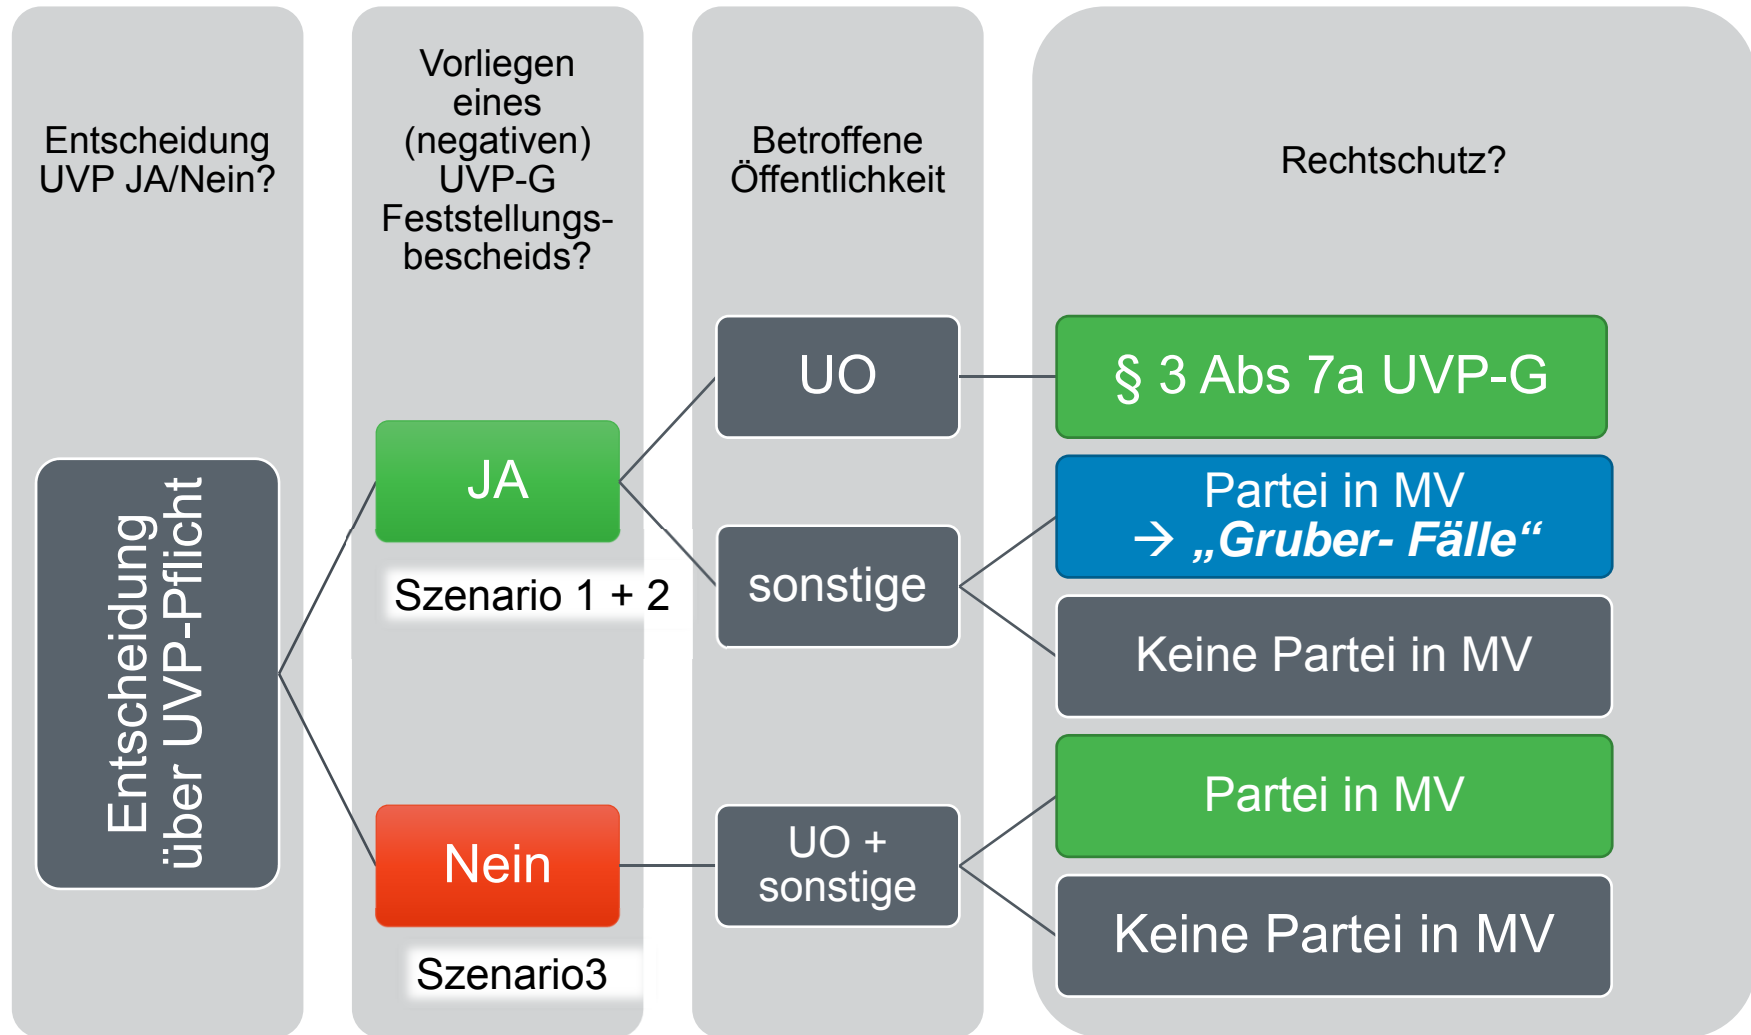 Entscheidung
UVP JA/Nein?
Vorliegen
eines
(negativen)
UVP-G
Feststellungs-
bescheids?
Betroffene
Öffentlichkeit
Rechtschutz?
Entscheidung
über UVP-Pflicht
JA
Szenario 1 + 2
Nein
Szenario3
UO
sonstige
UO +
sonstige
§ 3 Abs 7a UVP-G
Partei in MV
→ „Gruber- Fälle“
Keine Partei in MV
Partei in MV
Keine Partei in MV